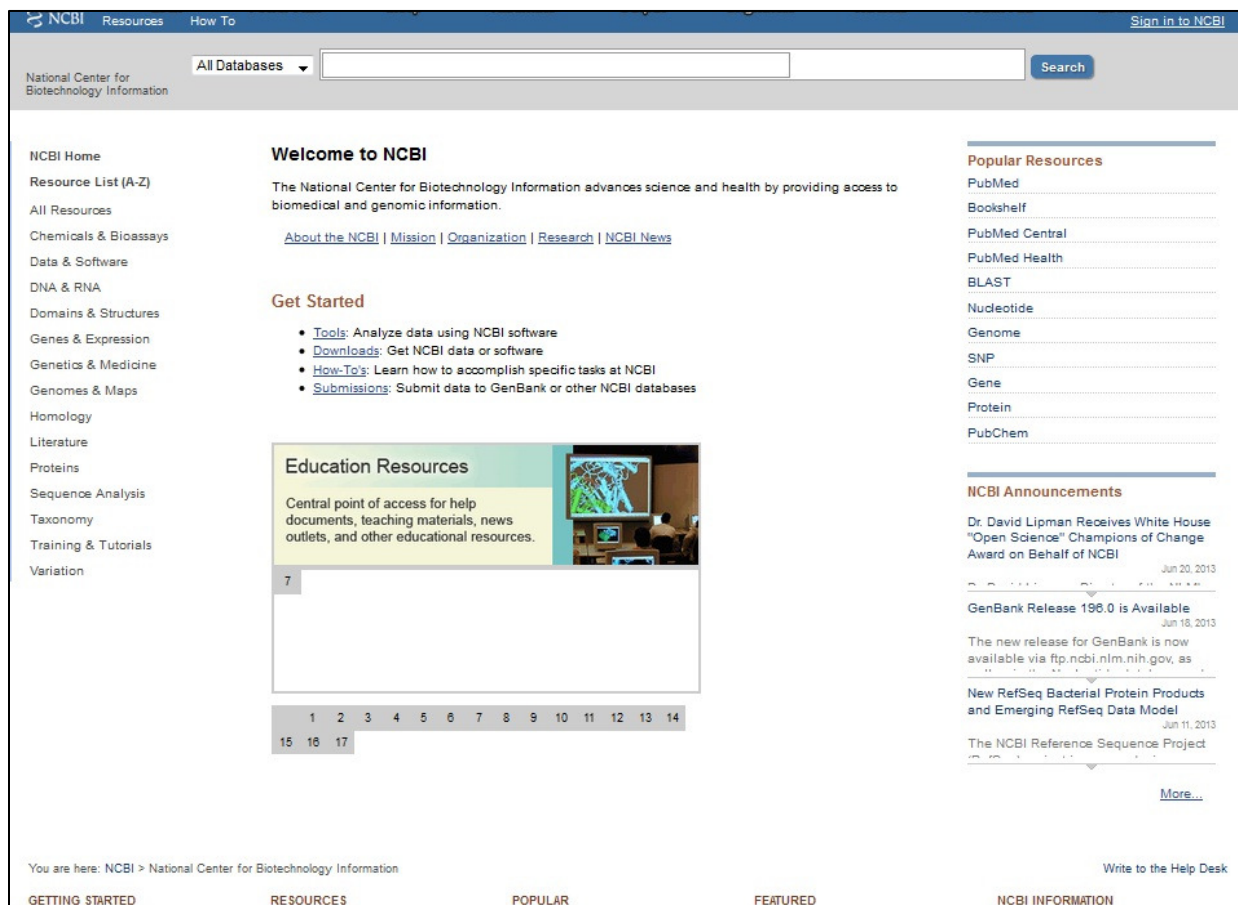 NCBI Resources How To Sign in to NCBI
All Databases Search
National Center for
Biotechnology Information
NCBI Home
Resource List (A-Z)
All Resources
Chemicals & Bioassays
Data & Software
DNA & RNA
Domains & Structures
Genes & Expression
Genetics & Medicine
Genomes & Maps
Homology
Literature
Proteins
Sequence Analysis
Taxonomy
Training & Tutorials
Variation
Welcome to NCBI
The National Center for Biotechnology Information advances science and health by providing access to
biomedical and genomic information.
About the NCBI | Mission | Organization | Research | NCBI News
Get Started
• Tools: Analyze data using NCBI software
• Downloads: Get NCBI data or software
• How-To's: Learn how to accomplish specific tasks at NCBI
• Submissions: Submit data to GenBank or other NCBI databases
Education Resources
Central point of access for help
documents, teaching materials, news
outlets, and other educational resources.
7
1 2 3 4 5 6 7 8 9 10 11 12 13 14
15 16 17
Popular Resources
PubMed
Bookshelf
PubMed Central
PubMed Health
BLAST
Nucleotide
Genome
SNP
Gene
Protein
PubChem
NCBI Announcements
Dr. David Lipman Receives White House
"Open Science" Champions of Change
Award on Behalf of NCBI
Jun 20, 2013
GenBank Release 196.0 is Available
Jun 18, 2013
The new release for GenBank is now
available via ftp.ncbi.nlm.nih.gov, as
New RefSeq Bacterial Protein Products
and Emerging RefSeq Data Model
Jun 11, 2013
The NCBI Reference Sequence Project
More...
You are here: NCBI > National Center for Biotechnology Information Write to the Help Desk
GETTING STARTED RESOURCES POPULAR FEATURED NCBI INFORMATION